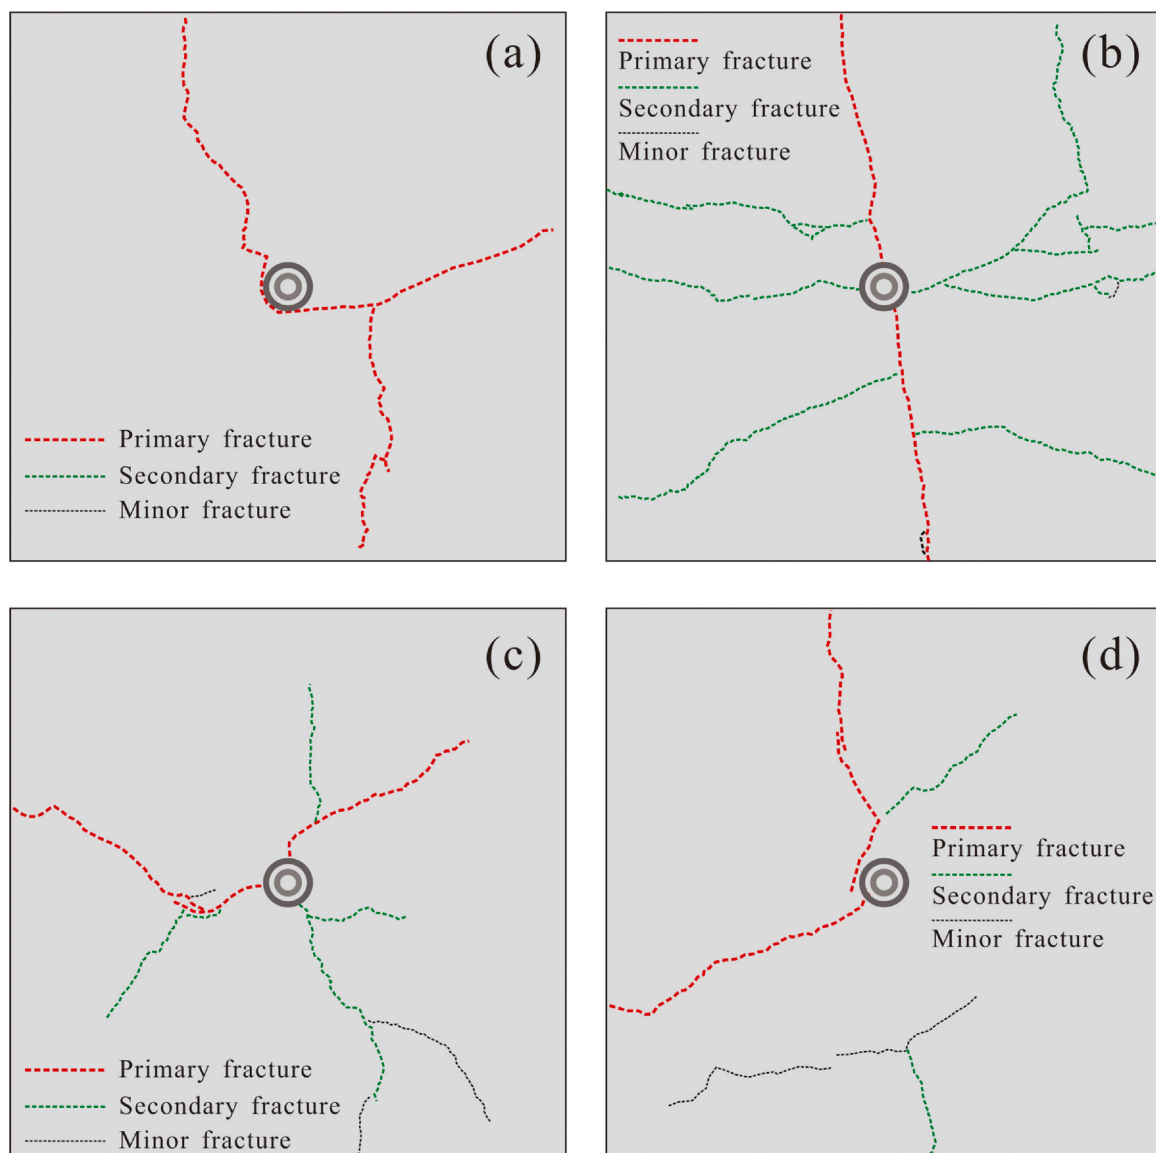 (a)
Primary fracture
Secondary fracture
Minor fracture
(b)
Primary fracture
Secondary fracture
Minor fracture
(c)
Primary fracture
Secondary fracture
Minor fracture
(d)
Primary fracture
Secondary fracture
Minor fracture